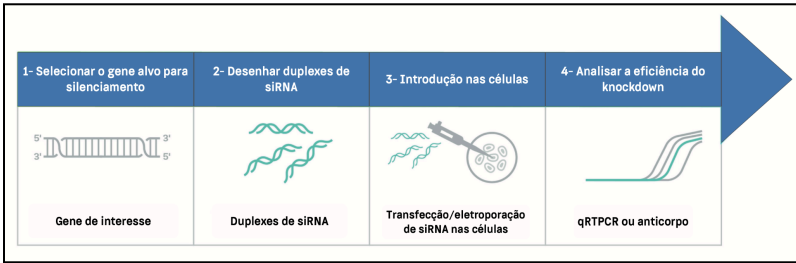 1- Selecionar o gene alvo para
silenciamento
2- Desenhar duplexes de
siRNA
3- Introdução nas células
4- Analisar a eficiência do
knockdown
5' 3'
3' 5'
Gene de interesse
Duplexes de siRNA
Transfecção/eletroporação
de siRNA nas células
qRTPCR ou anticorpo